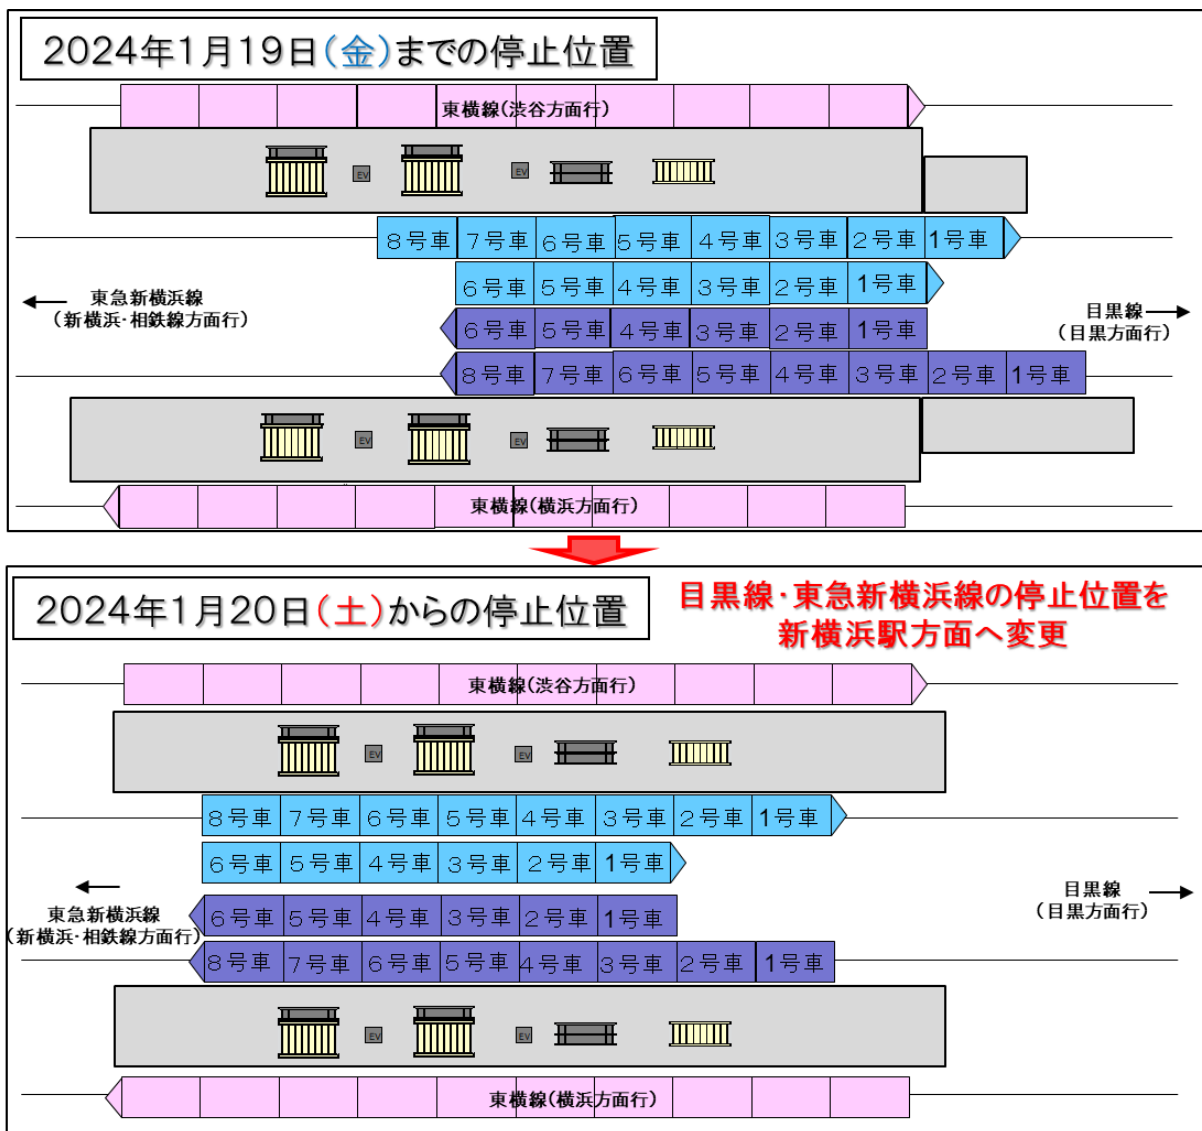 2024年1月19日(金)までの停止位置
東横線(渋谷方面行)
EV
EV
8号車 7号車 6号車 5号車 4号車 3号車 2号車 1号車
6号車 5号車 4号車 3号車 2号車 1号車
東急新横浜線
(新横浜・相鉄線方面行)
目黒線
(目黒方面行)
6号車 5号車 4号車 3号車 2号車 1号車
8号車 7号車 6号車 5号車 4号車 3号車 2号車 1号車
EV
EV
東横線(横浜方面行)
2024年1月20日(土)からの停止位置
目黒線・東急新横浜線の停止位置を
新横浜駅方面へ変更
東横線(渋谷方面行)
EV
EV
8号車 7号車 6号車 5号車 4号車 3号車 2号車 1号車
6号車 5号車 4号車 3号車 2号車 1号車
東急新横浜線
(新横浜・相鉄線方面行)
目黒線
(目黒方面行)
6号車 5号車 4号車 3号車 2号車 1号車
8号車 7号車 6号車 5号車 4号車 3号車 2号車 1号車
EV
EV
東横線(横浜方面行)